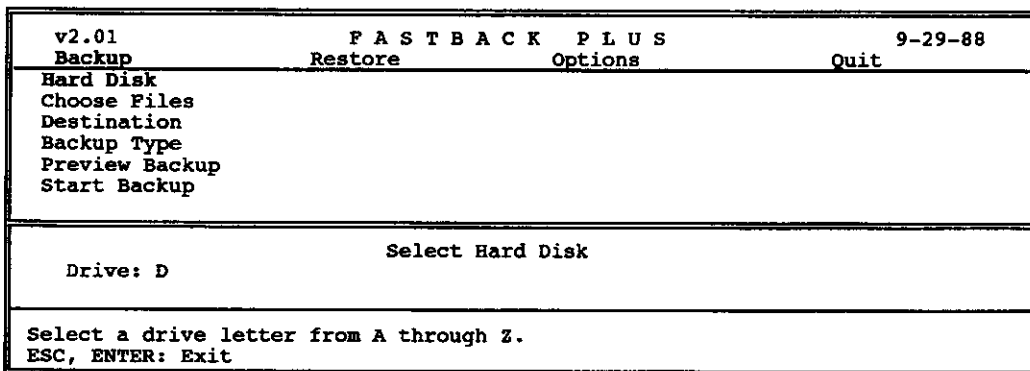 v2.01 F A S T B A C K P L U S 9-29-88
Backup Restore Options Quit
Hard Disk
Choose Files
Destination
Backup Type
Preview Backup
Start Backup
Select Hard Disk
Drive: D
Select a drive letter from A through Z.
ESC, ENTER: Exit